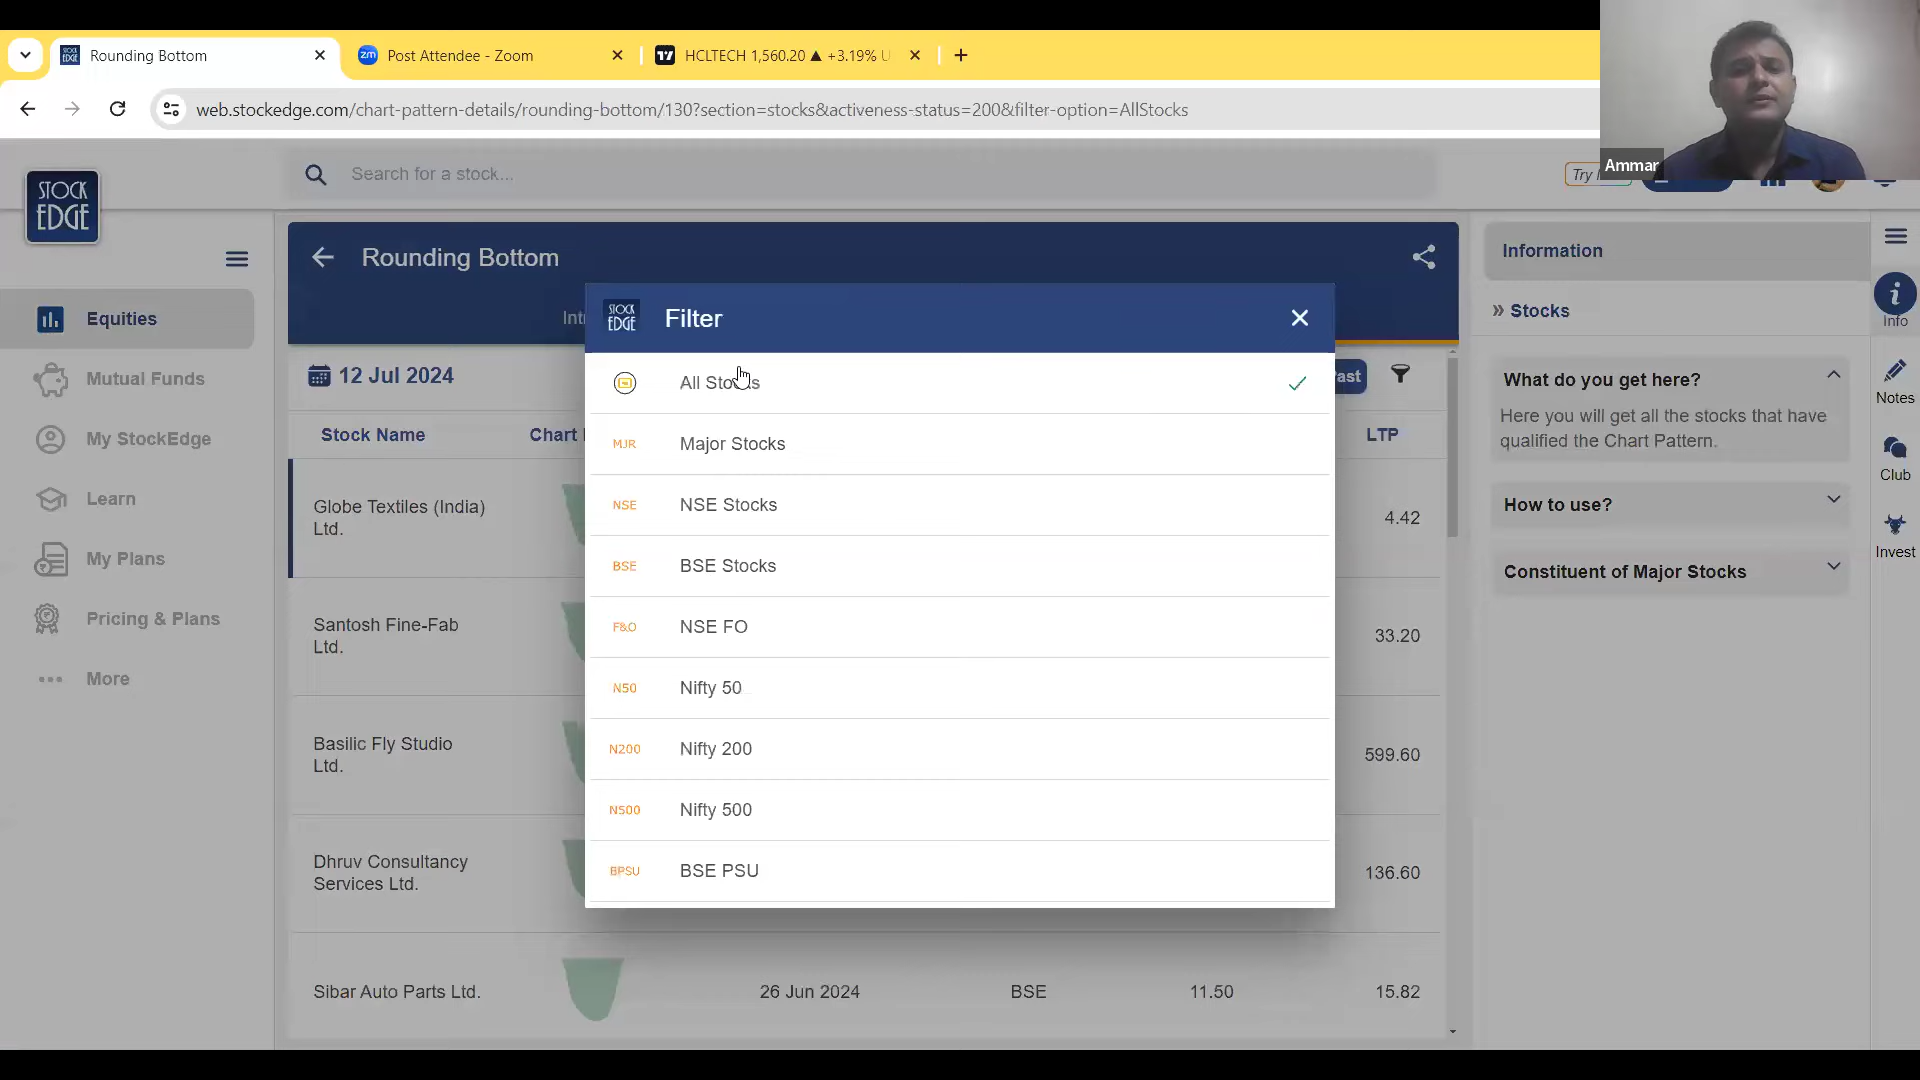 Rounding Bottom
zm Post Attendee - Zoom
HCLTECH 1,560.20 ▲ +3.19% U
web.stockedge.com/chart-pattern-details/rounding-bottom/130?section=stocks&activeness-status=200&filter-option=AllStocks
Ammar
STOCK
EDGE
Search for a stock...
Try
Equities
Mutual Funds
My StockEdge
Learn
My Plans
Pricing & Plans
More
Rounding Bottom
12 Jul 2024
Stock Name
Chart
LTP
Globe Textiles (India)
Ltd.
4.42
Santosh Fine-Fab
Ltd.
33.20
Basilic Fly Studio
Ltd.
599.60
Dhruv Consultancy
Services Ltd.
136.60
Sibar Auto Parts Ltd.
26 Jun 2024
BSE
11.50
15.82
STOCK
EDGE
Filter
All Stocks
MJR Major Stocks
NSE NSE Stocks
BSE BSE Stocks
F&O NSE FO
N50 Nifty 50
N200 Nifty 200
N500 Nifty 500
BPSU BSE PSU
Information
» Stocks
What do you get here?
Here you will get all the stocks that have
qualified the Chart Pattern.
How to use?
Constituent of Major Stocks
Info
Notes
Club
Invest